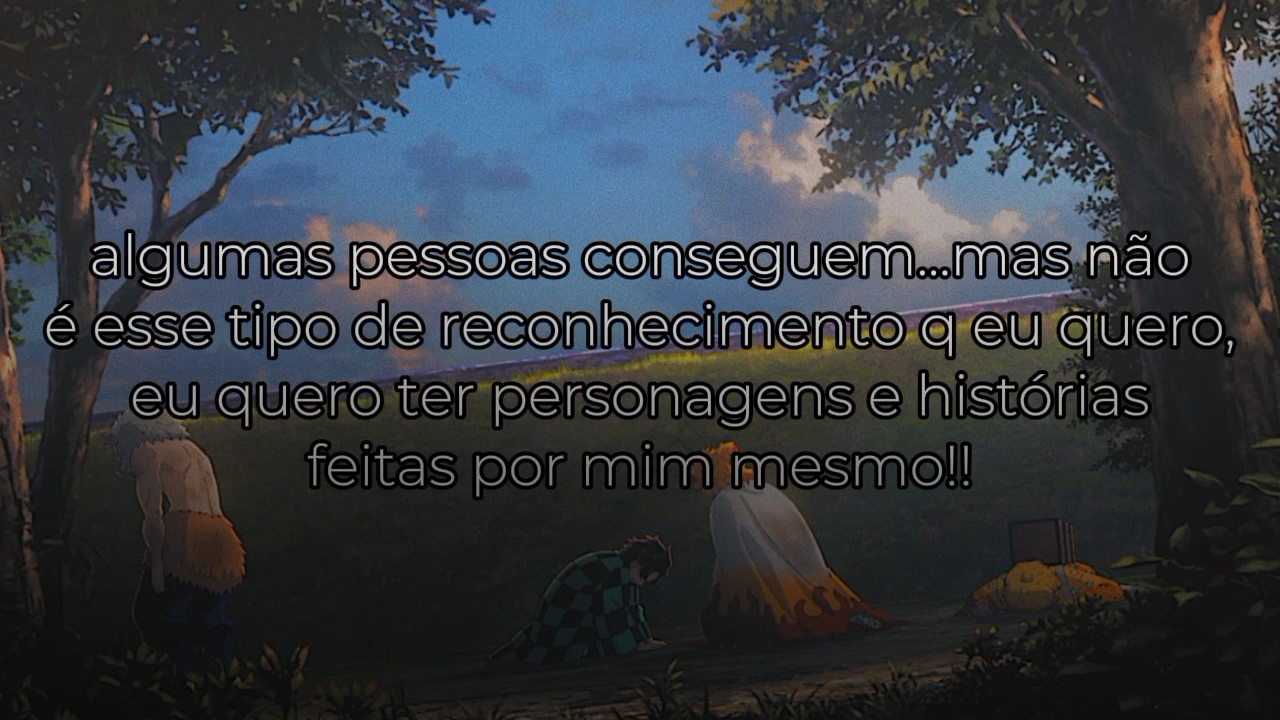 algumas pessoas conseguem...mas não
é esse tipo de reconhecimento q eu quero,
eu quero ter personagens e histórias
feitas por mim mesmo!!